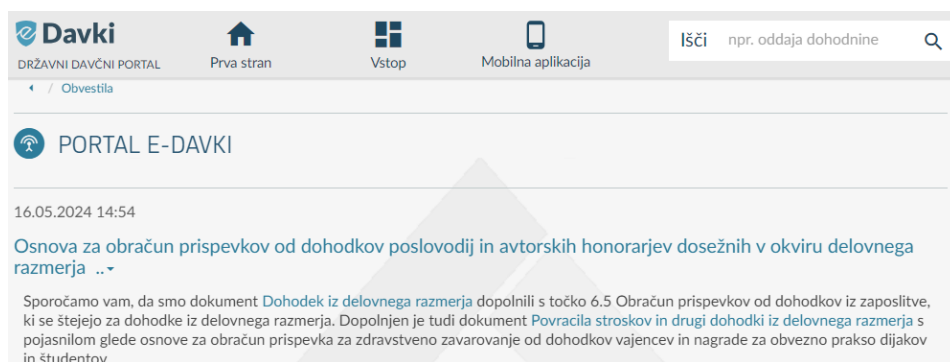 Davki
DRŽAVNI DAVČNI PORTAL
Prva stran
Vstop
Mobilna aplikacija
Išči npr. oddaja dohodnine
/ Obvestila
PORTAL E-DAVKI
16.05.2024 14:54
Osnova za obračun prispevkov od dohodkov poslovodij in avtorskih honorarjev dosežnih v okviru delovnega
razmerja ..
Sporočamo vam, da smo dokument Dohodek iz delovnega razmerja dopolnili s točko 6.5 Obračun prispevkov od dohodkov iz zaposlitve,
ki se štejejo za dohodke iz delovnega razmerja. Dopolnjen je tudi dokument Povracila stroskov in drugi dohodki iz delovnega razmerja s
pojasnilom glede osnove za obračun prispevka za zdravstveno zavarovanje od dohodkov vajencev in nagrade za obvezno prakso dijakov
in študentov